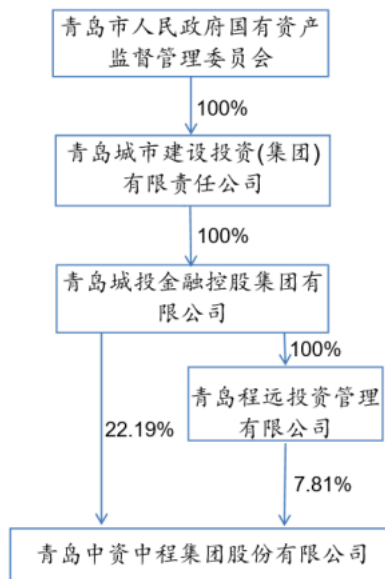 青岛市人民政府国有资产
监督管理委员会
100%
青岛城市建设投资(集团)
有限责任公司
100%
青岛城投金融控股集团有
限公司
100%
青岛程远投资管理
有限公司
22.19%
7.81%
青岛中资中程集团股份有限公司